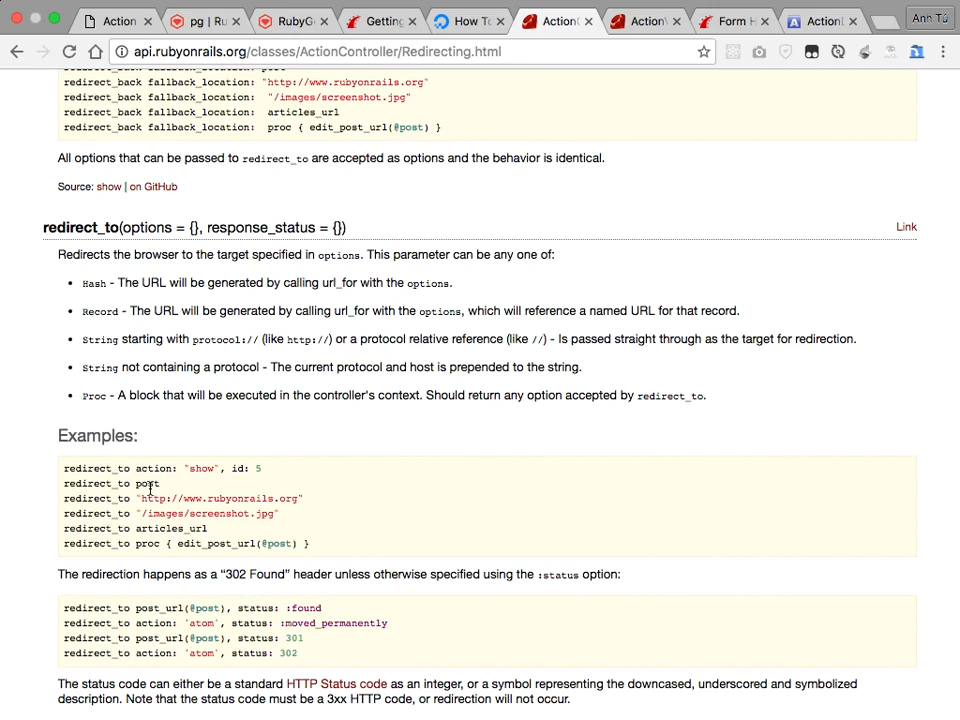 Action
pg | Ru
RubyG
Getting
How To
Action
Action
Form H
Action
Anh Tú
api.rubyonrails.org/classes/ActionController/Redirecting.html
redirect_back fallback_location: "http://www.rubyonrails.org"
redirect_back fallback_location: "/images/screenshot.jpg"
redirect_back fallback_location: articles_url
redirect_back fallback_location: proc { edit_post_url(@post) }
All options that can be passed to redirect_to are accepted as options and the behavior is identical.
Source: show | on GitHub
redirect_to(options = {}, response_status = {})
Link
Redirects the browser to the target specified in options. This parameter can be any one of:
• Hash - The URL will be generated by calling url_for with the options.
• Record - The URL will be generated by calling url_for with the options, which will reference a named URL for that record.
• String starting with protocol:// (like http://) or a protocol relative reference (like //) - Is passed straight through as the target for redirection.
• String not containing a protocol - The current protocol and host is prepended to the string.
• Proc - A block that will be executed in the controller's context. Should return any option accepted by redirect_to.
Examples:
redirect_to action: "show", id: 5
redirect_to post
redirect_to "http://www.rubyonrails.org"
redirect_to "/images/screenshot.jpg"
redirect_to articles_url
redirect_to proc { edit_post_url(@post) }
The redirection happens as a “302 Found” header unless otherwise specified using the :status option:
redirect_to post_url(@post), status: :found
redirect_to action: 'atom', status: :moved_permanently
redirect_to post_url(@post), status: 301
redirect_to action: 'atom', status: 302
The status code can either be a standard HTTP Status code as an integer, or a symbol representing the downcased, underscored and symbolized
description. Note that the status code must be a 3xx HTTP code, or redirection will not occur.